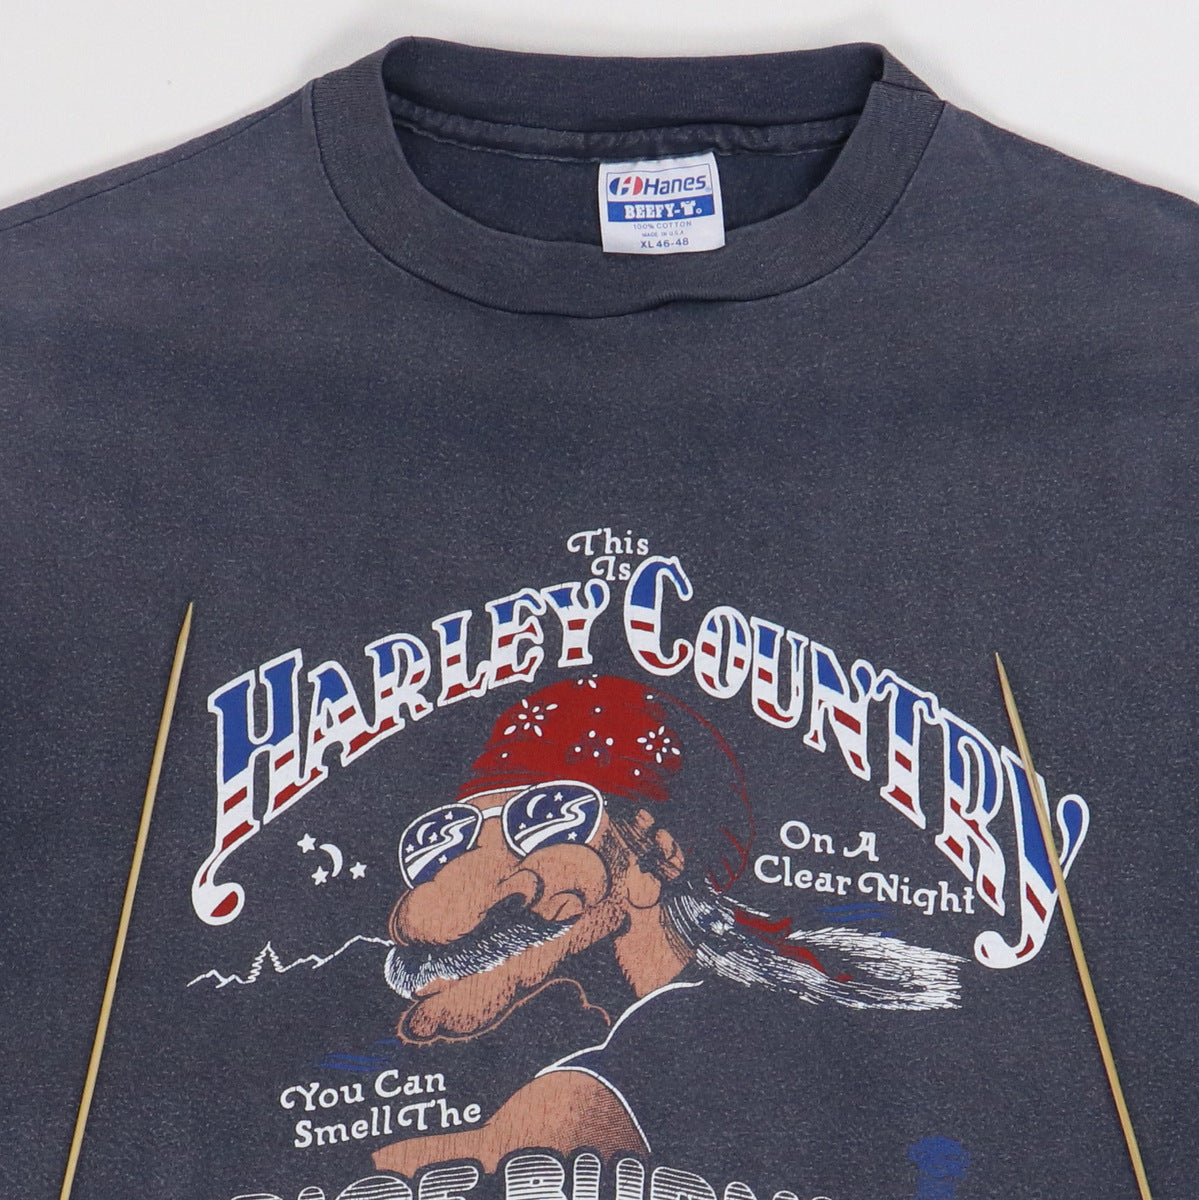 Hanes®
BEEFY-T®
100% COTTON
MADE IN U.S.A.
XL 46-48
This
Is
HARLEY COUNTRY
On A
Clear Night
You Can
Smell The